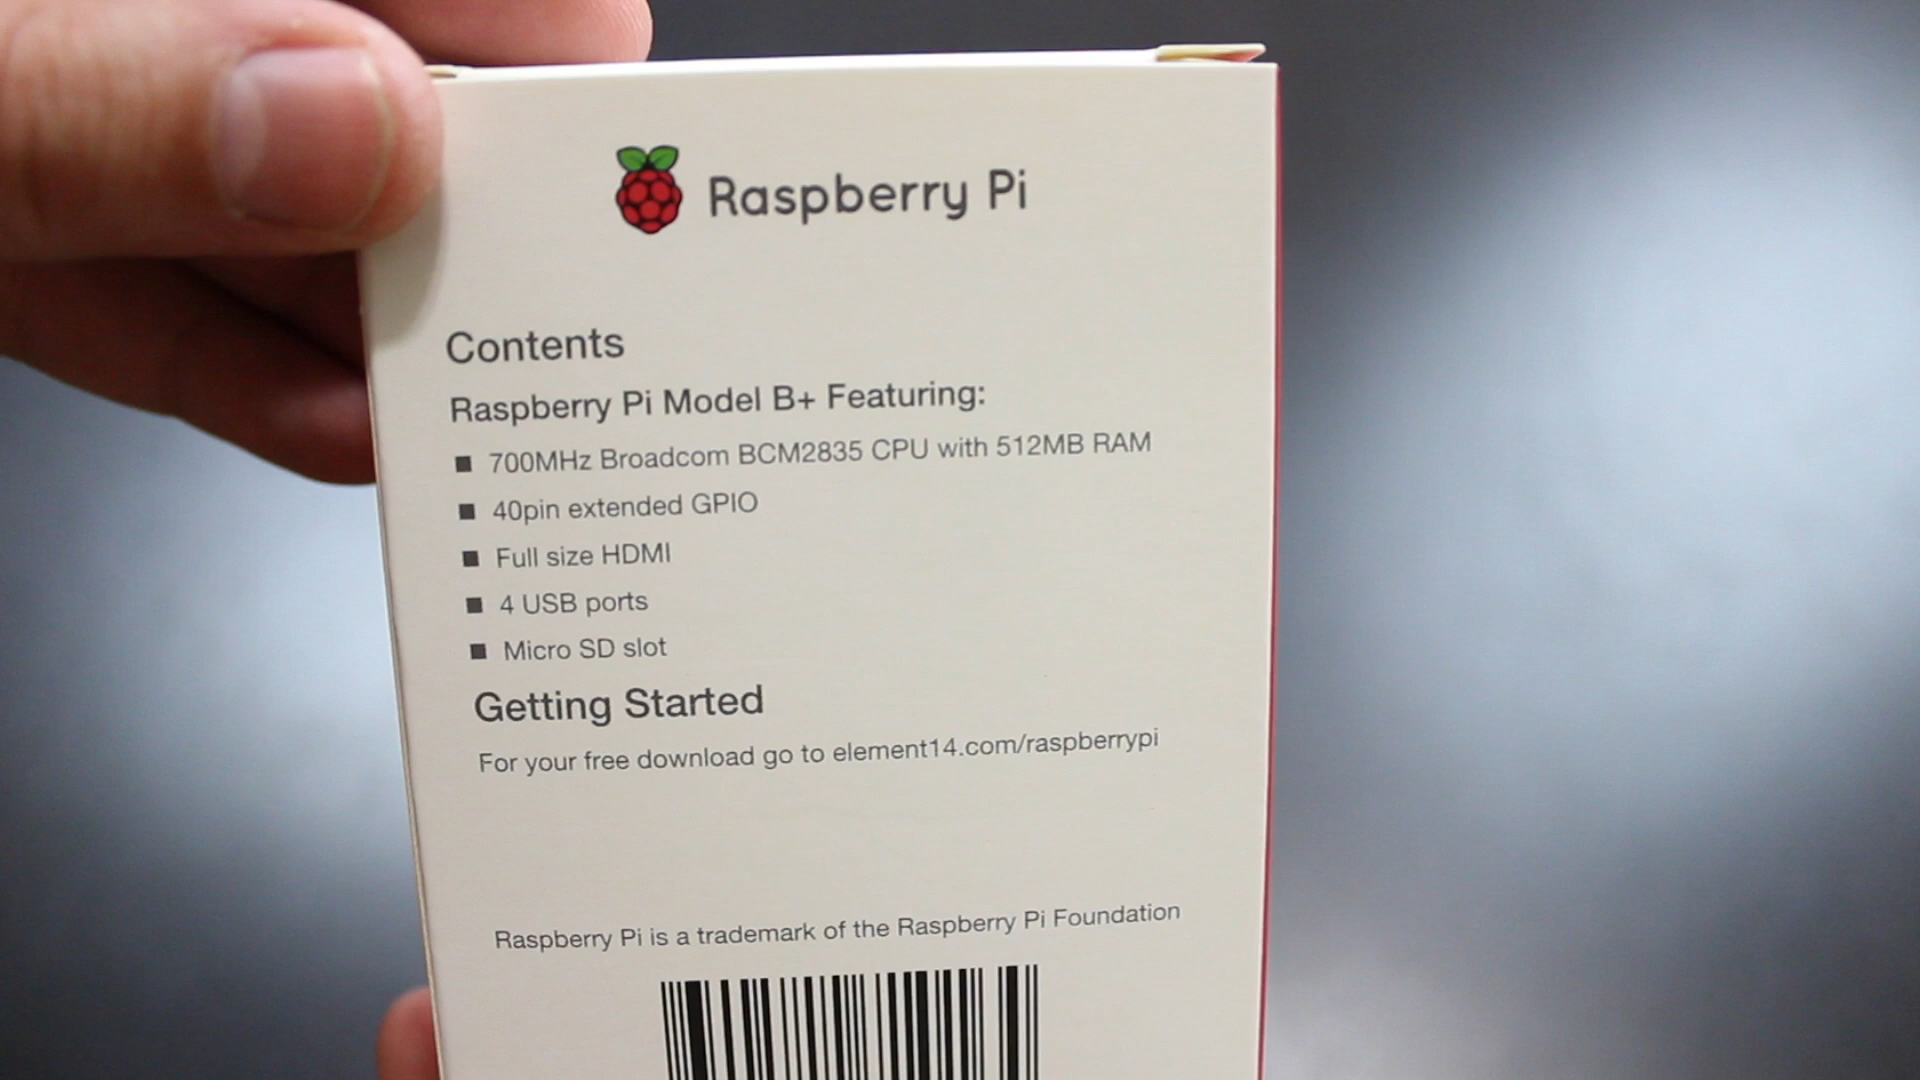 Raspberry Pi
Contents
Raspberry Pi Model B+ Featuring:
■ 700MHz Broadcom BCM2835 CPU with 512MB RAM
■ 40pin extended GPIO
■ Full size HDMI
■ 4 USB ports
■ Micro SD slot
Getting Started
For your free download go to element14.com/raspberrypi
Raspberry Pi is a trademark of the Raspberry Pi Foundation